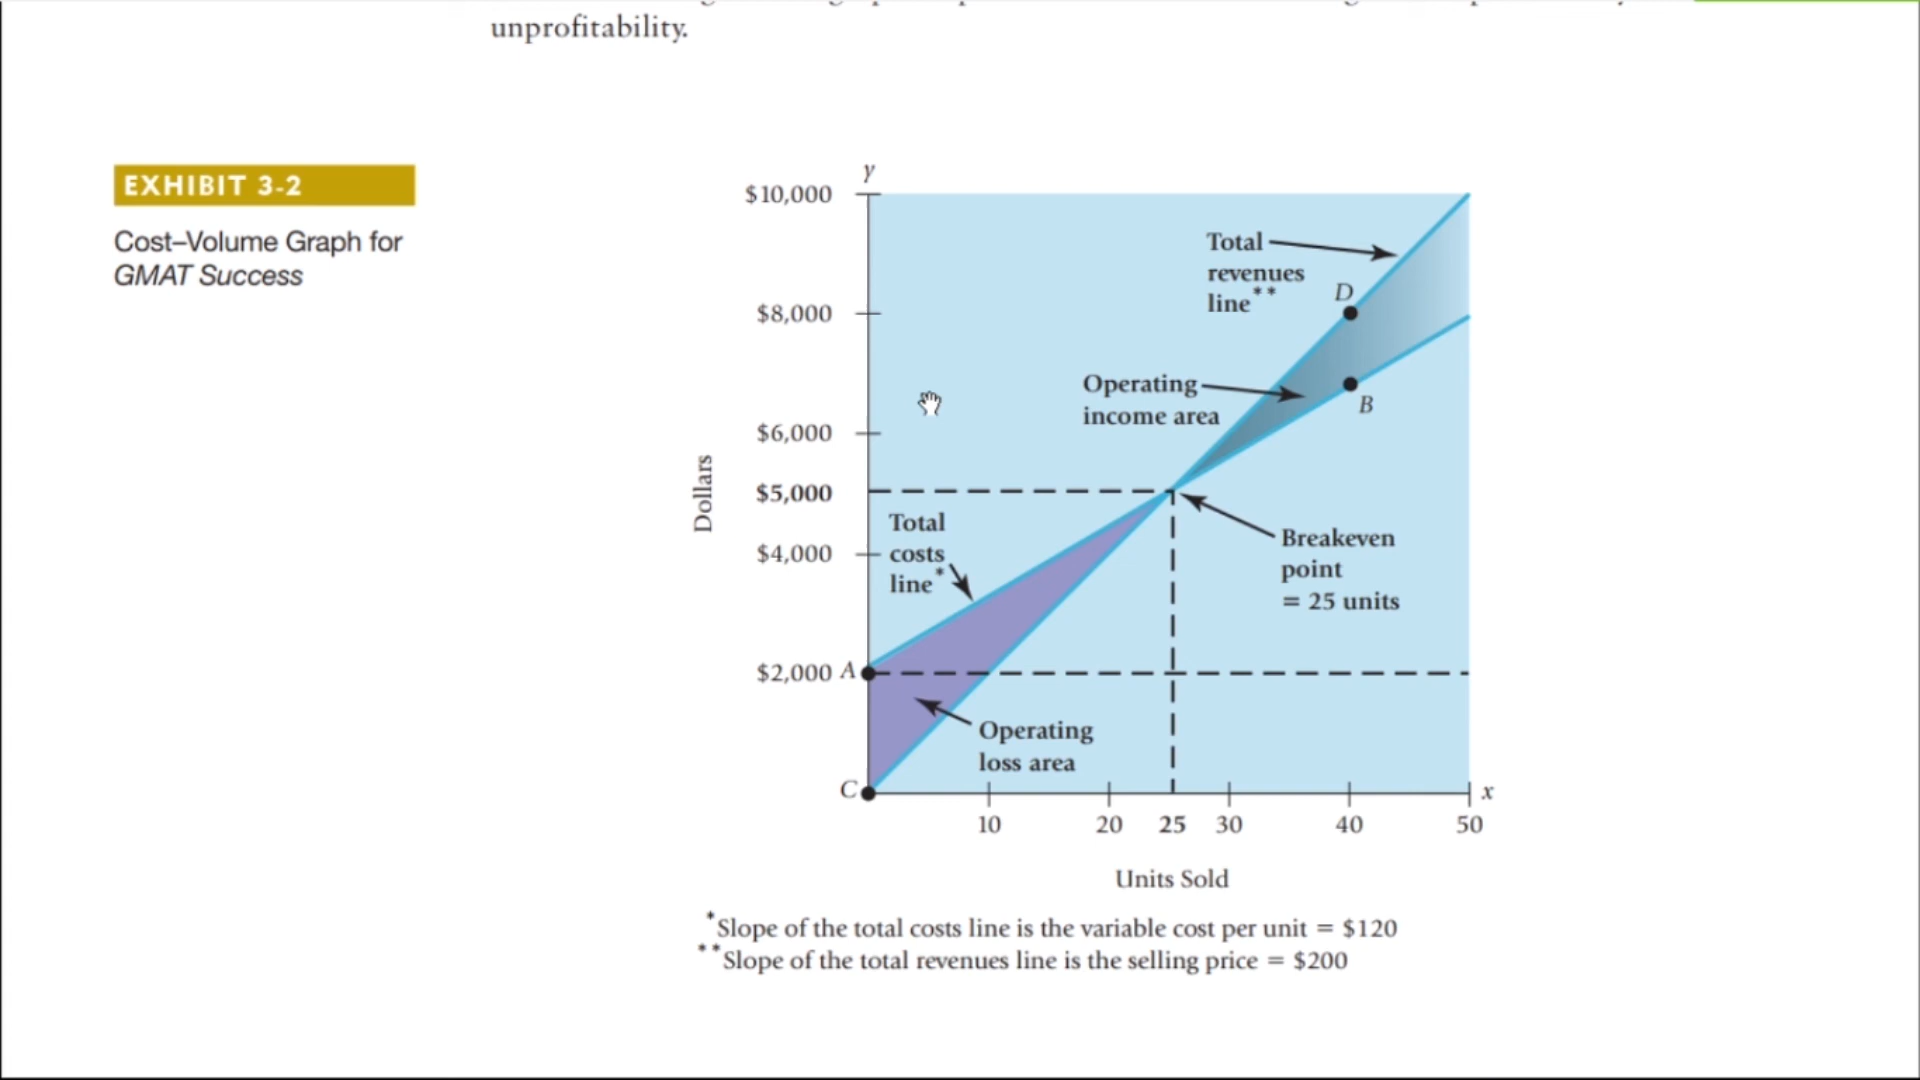 unprofitability.
EXHIBIT 3-2
Cost–Volume Graph for
GMAT Success
y
$10,000
$8,000
$6,000
$5,000
$4,000
$2,000
Dollars
Total
revenues
line**
D
Operating
income area
B
Total
costs
line*
Breakeven
point
= 25 units
A
Operating
loss area
C
x
10 20 25 30 40 50
Units Sold
*Slope of the total costs line is the variable cost per unit = $120
**Slope of the total revenues line is the selling price = $200